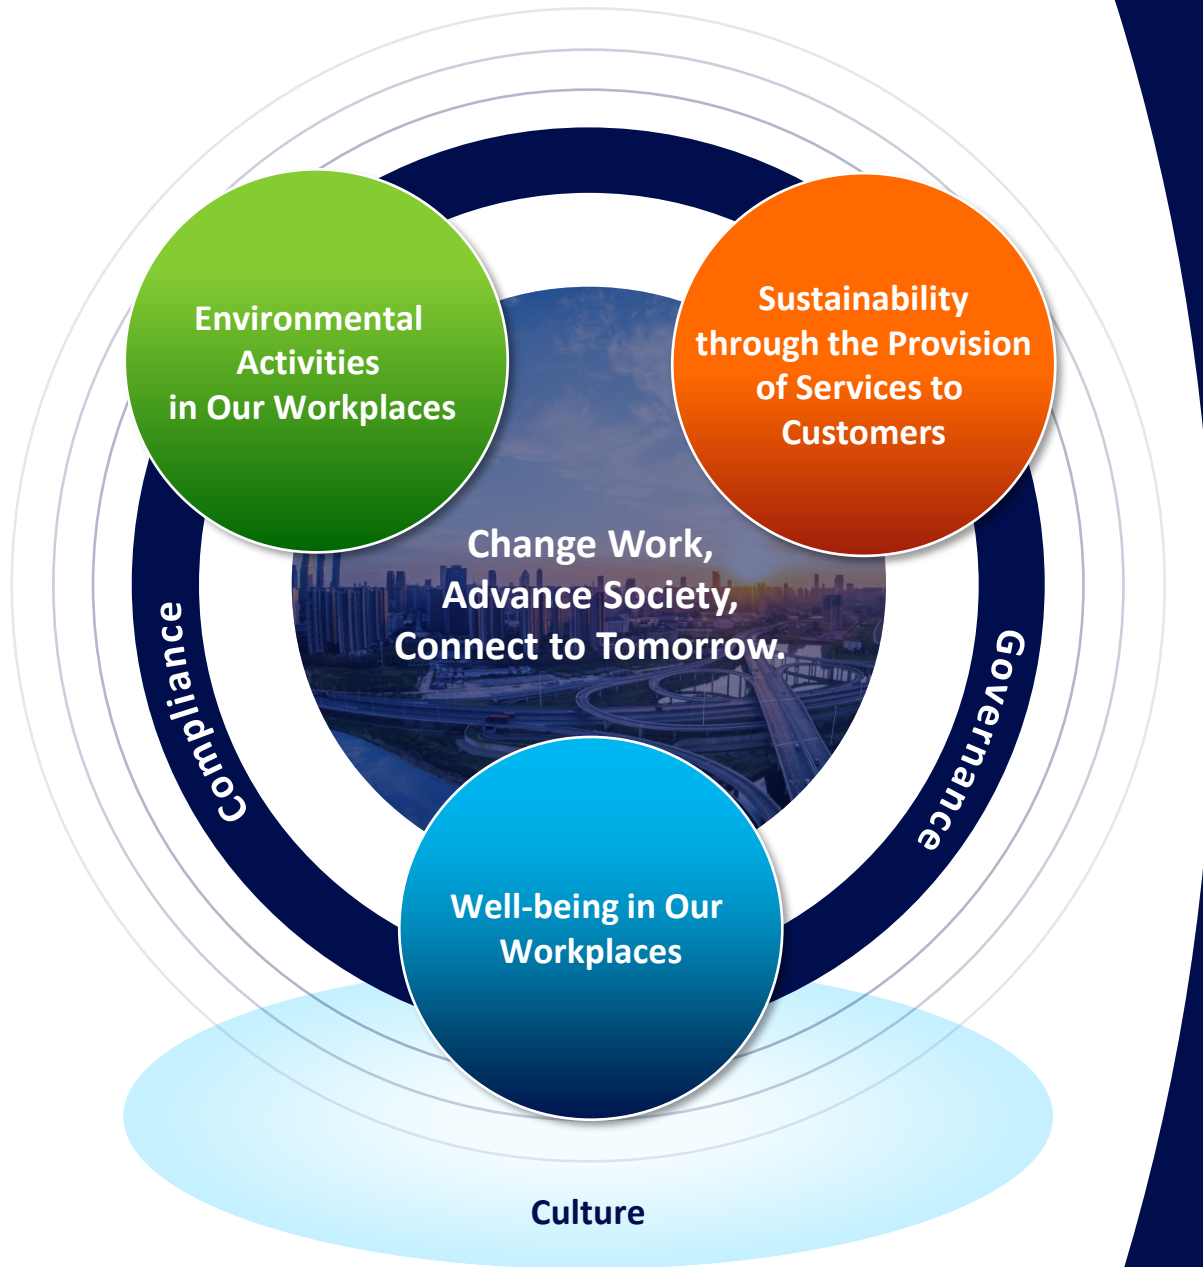 Environmental
Activities
in Our Workplaces
Sustainability
through the Provision
of Services to
Customers
Change Work,
Advance Society,
Connect to Tomorrow.
Compliance
Governance
Well-being in Our
Workplaces
Culture